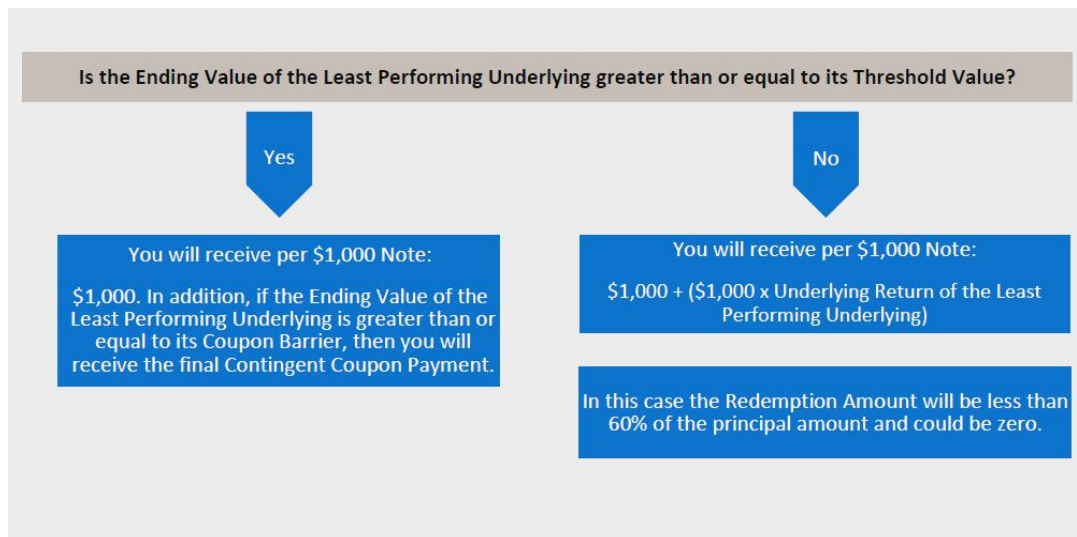 Is the Ending Value of the Least Performing Underlying greater than or equal to its Threshold Value?
Yes
No
You will receive per $1,000 Note:
$1,000. In addition, if the Ending Value of the
Least Performing Underlying is greater than or
equal to its Coupon Barrier, then you will
receive the final Contingent Coupon Payment.
You will receive per $1,000 Note:
$1,000 + ($1,000 x Underlying Return of the Least
Performing Underlying)
In this case the Redemption Amount will be less than
60% of the principal amount and could be zero.